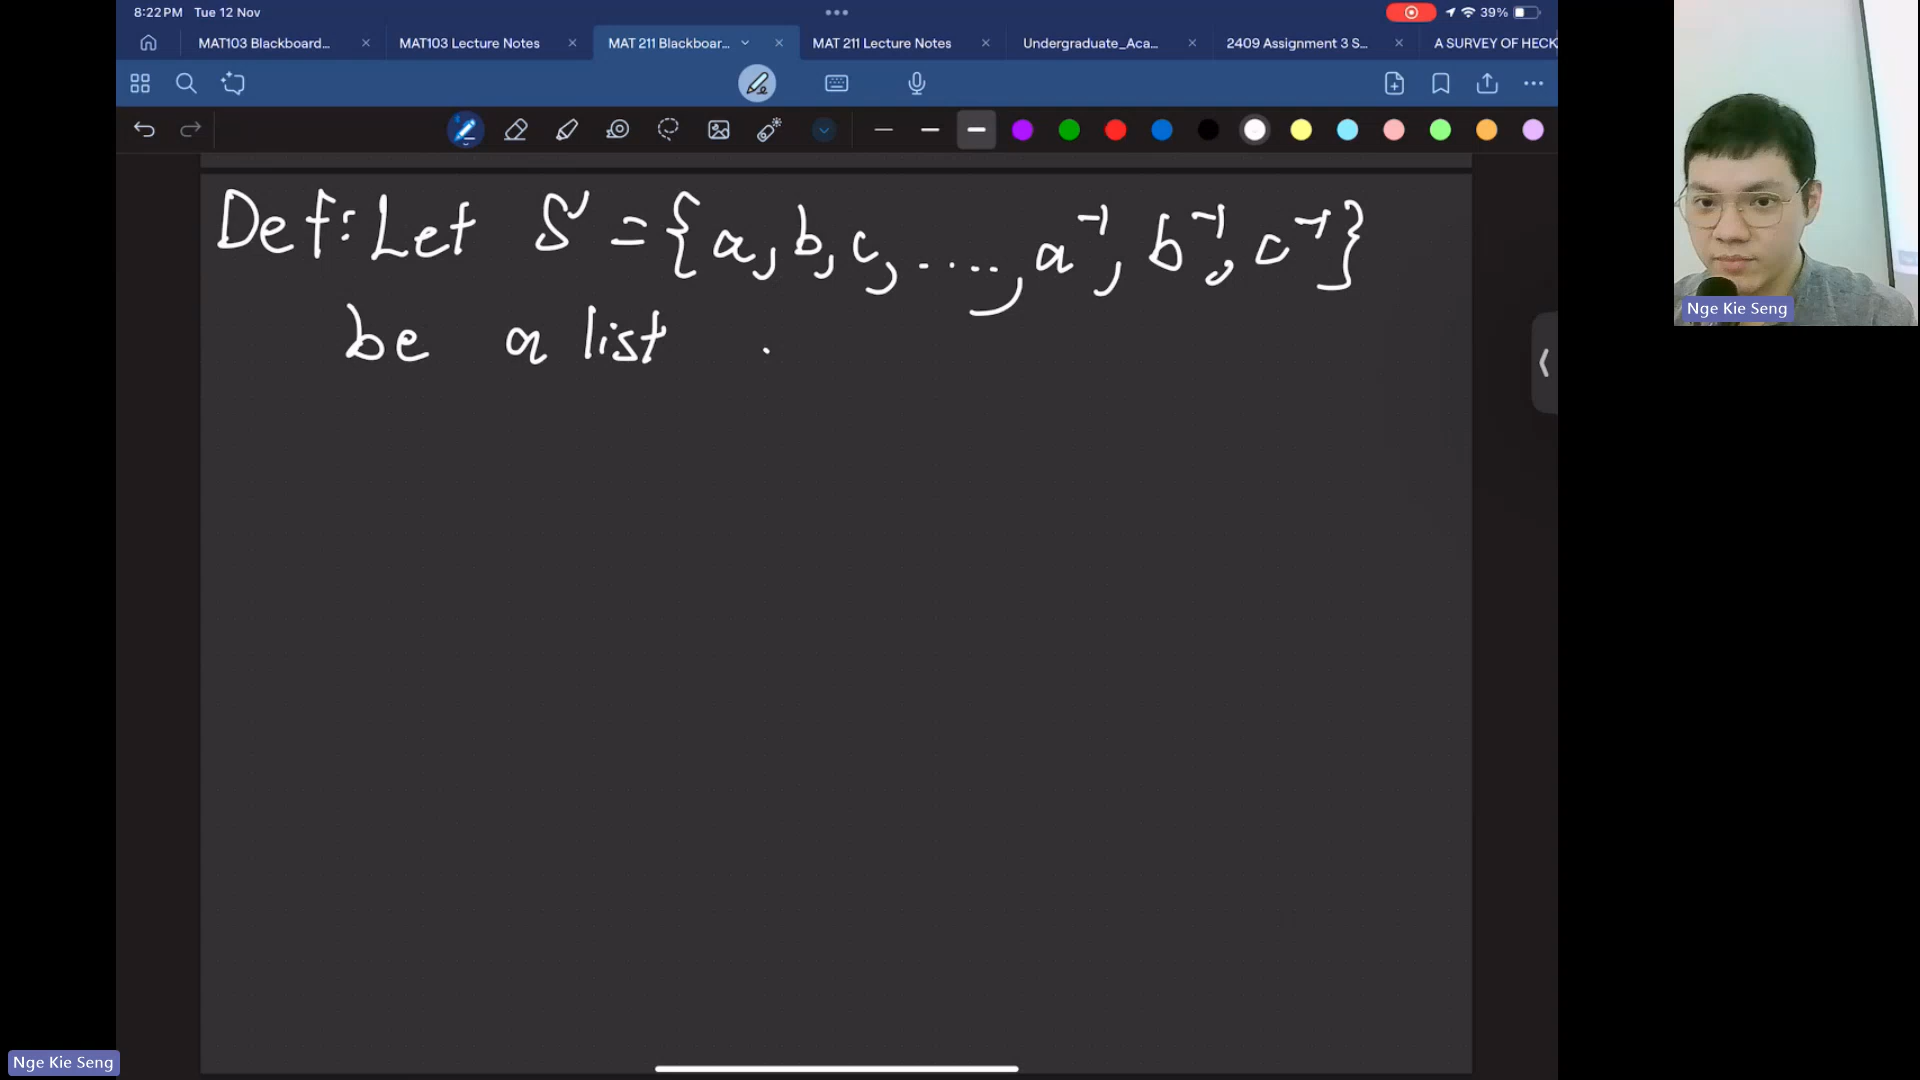 8:22 PM Tue 12 Nov
39%
MAT103 Blackboard...
MAT103 Lecture Notes
MAT 211 Blackboar...
MAT 211 Lecture Notes
Undergraduate_Aca...
2409 Assignment 3 S...
A SURVEY OF HECK
Def: Let S = {a, b, c, ....., a⁻¹, b⁻¹, c⁻¹}
be a list .
Nge Kie Seng
Nge Kie Seng